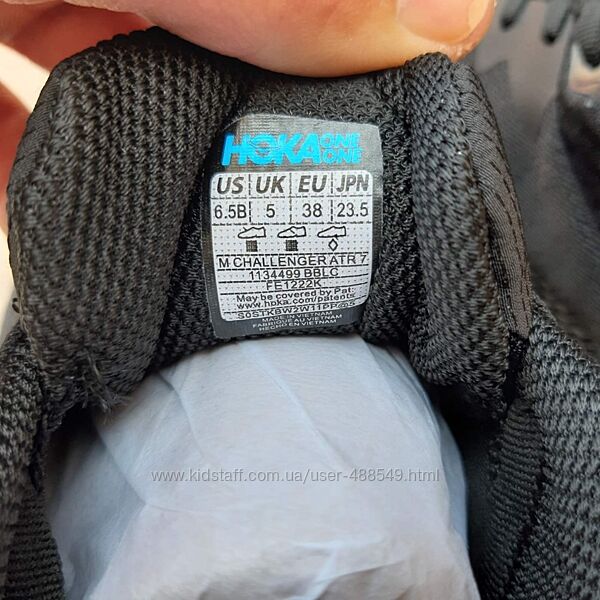 HOKA ONE ONE
US UK EU JPN
6.5B 5 38 23.5
M CHALLENGER ATR 7
1134499 BBLC
FE1222K
May be covered by Pat:
www.hoka.com/patents
MADE IN VIETNAM
FABRIQUÉ AU VIETNAM
HECHO EN VIETNAM
www.kidstaff.com.ua/user-488549.html